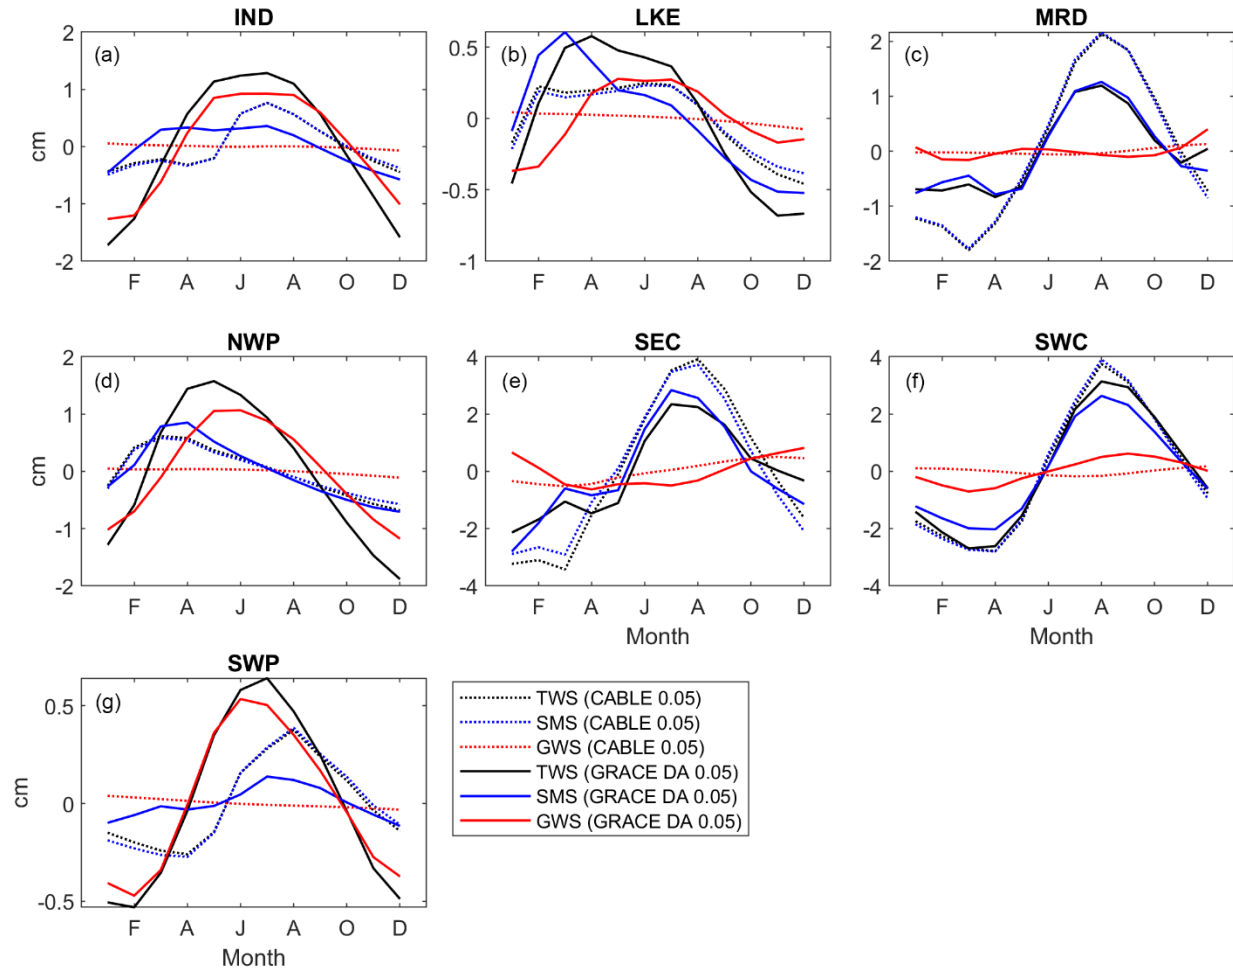 IND
(a)
2
1
0
-1
-2
cm
F A J A O D
LKE
(b)
0.5
0
-0.5
-1
F A J A O D
MRD
(c)
2
1
0
-1
-2
F A J A O D
NWP
(d)
2
1
0
-1
-2
cm
F A J A O D
SEC
(e)
4
2
0
-2
-4
F A J A O D
Month
SWC
(f)
4
2
0
-2
-4
F A J A O D
Month
SWP
(g)
0.5
0
-0.5
cm
F A J A O D
Month
TWS (CABLE 0.05)
SMS (CABLE 0.05)
GWS (CABLE 0.05)
TWS (GRACE DA 0.05)
SMS (GRACE DA 0.05)
GWS (GRACE DA 0.05)